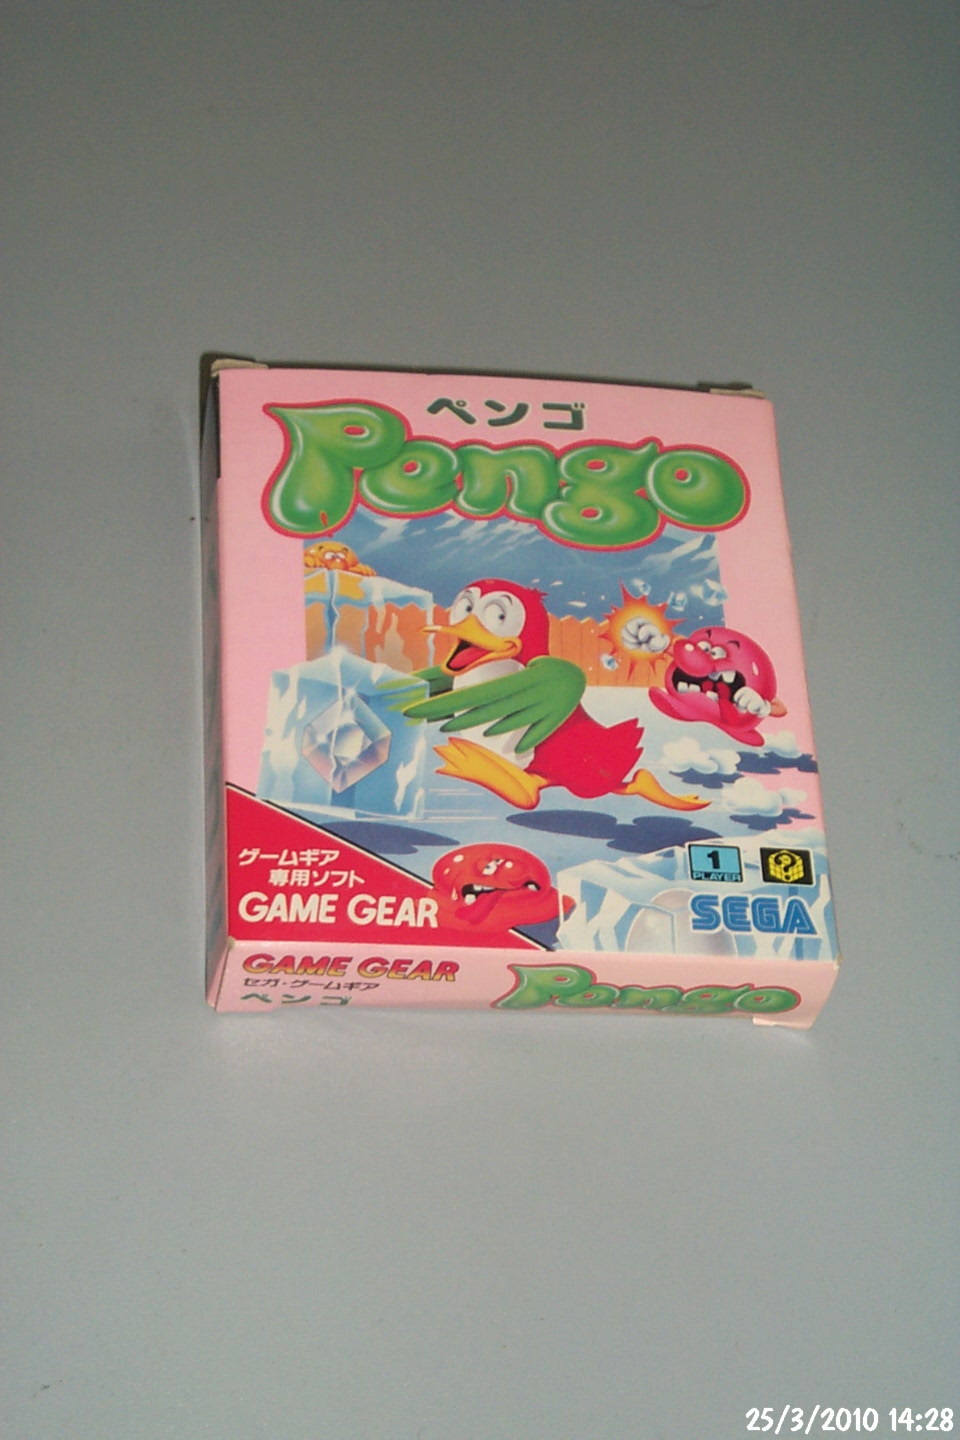 ペンゴ
Pengo
1
PLAYER
?
ゲームギア
専用ソフト
GAME GEAR
SEGA
GAME GEAR
セガ・ゲームギア
ペンゴ
Pengo
25/3/2010 14:28